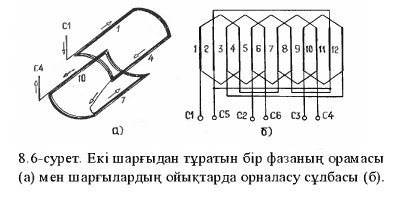 C1
1
C4
4
10
7
a)
1 2 3 4 5 6 7 8 9 10 11 12
C1 C5 C2 C6 C3 C4
б)
8.6-сурет. Екі шарғыдан тұратын бір фазаның орамасы
(а) мен шарғылардың ойықтарда орналасу сұлбасы (б).